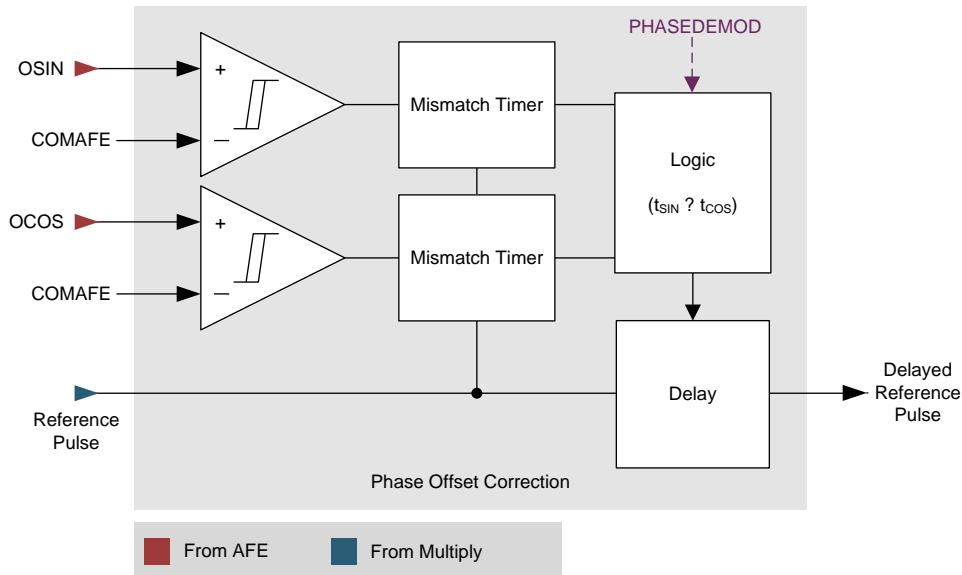 PHASEDEMOD
OSIN
+
Mismatch Timer
COMAFE
−
Logic
(tSIN ? tCOS)
OCOS
+
Mismatch Timer
COMAFE
−
Reference
Pulse
Delay
Delayed
Reference
Pulse
Phase Offset Correction
From AFE
From Multiply